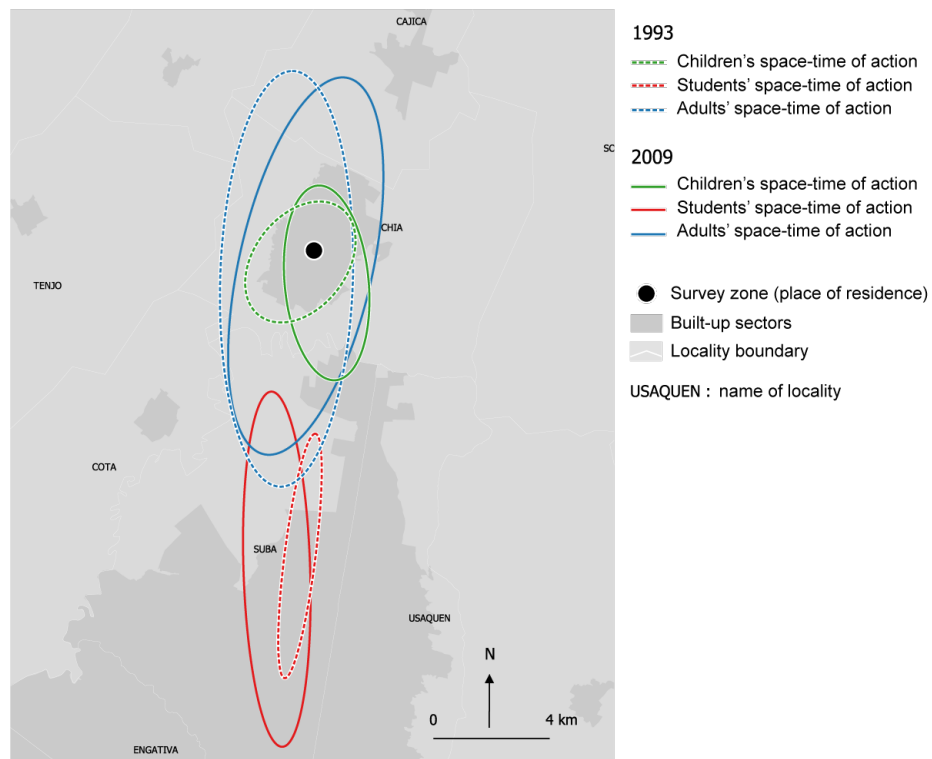 CAJICA
SC
CHIA
TENJO
COTA
SUBA
USAQUEN
ENGATIVA
N
0 4 km
1993
Children’s space-time of action
Students’ space-time of action
Adults’ space-time of action
2009
Children’s space-time of action
Students’ space-time of action
Adults’ space-time of action
Survey zone (place of residence)
Built-up sectors
Locality boundary
USAQUEN : name of locality